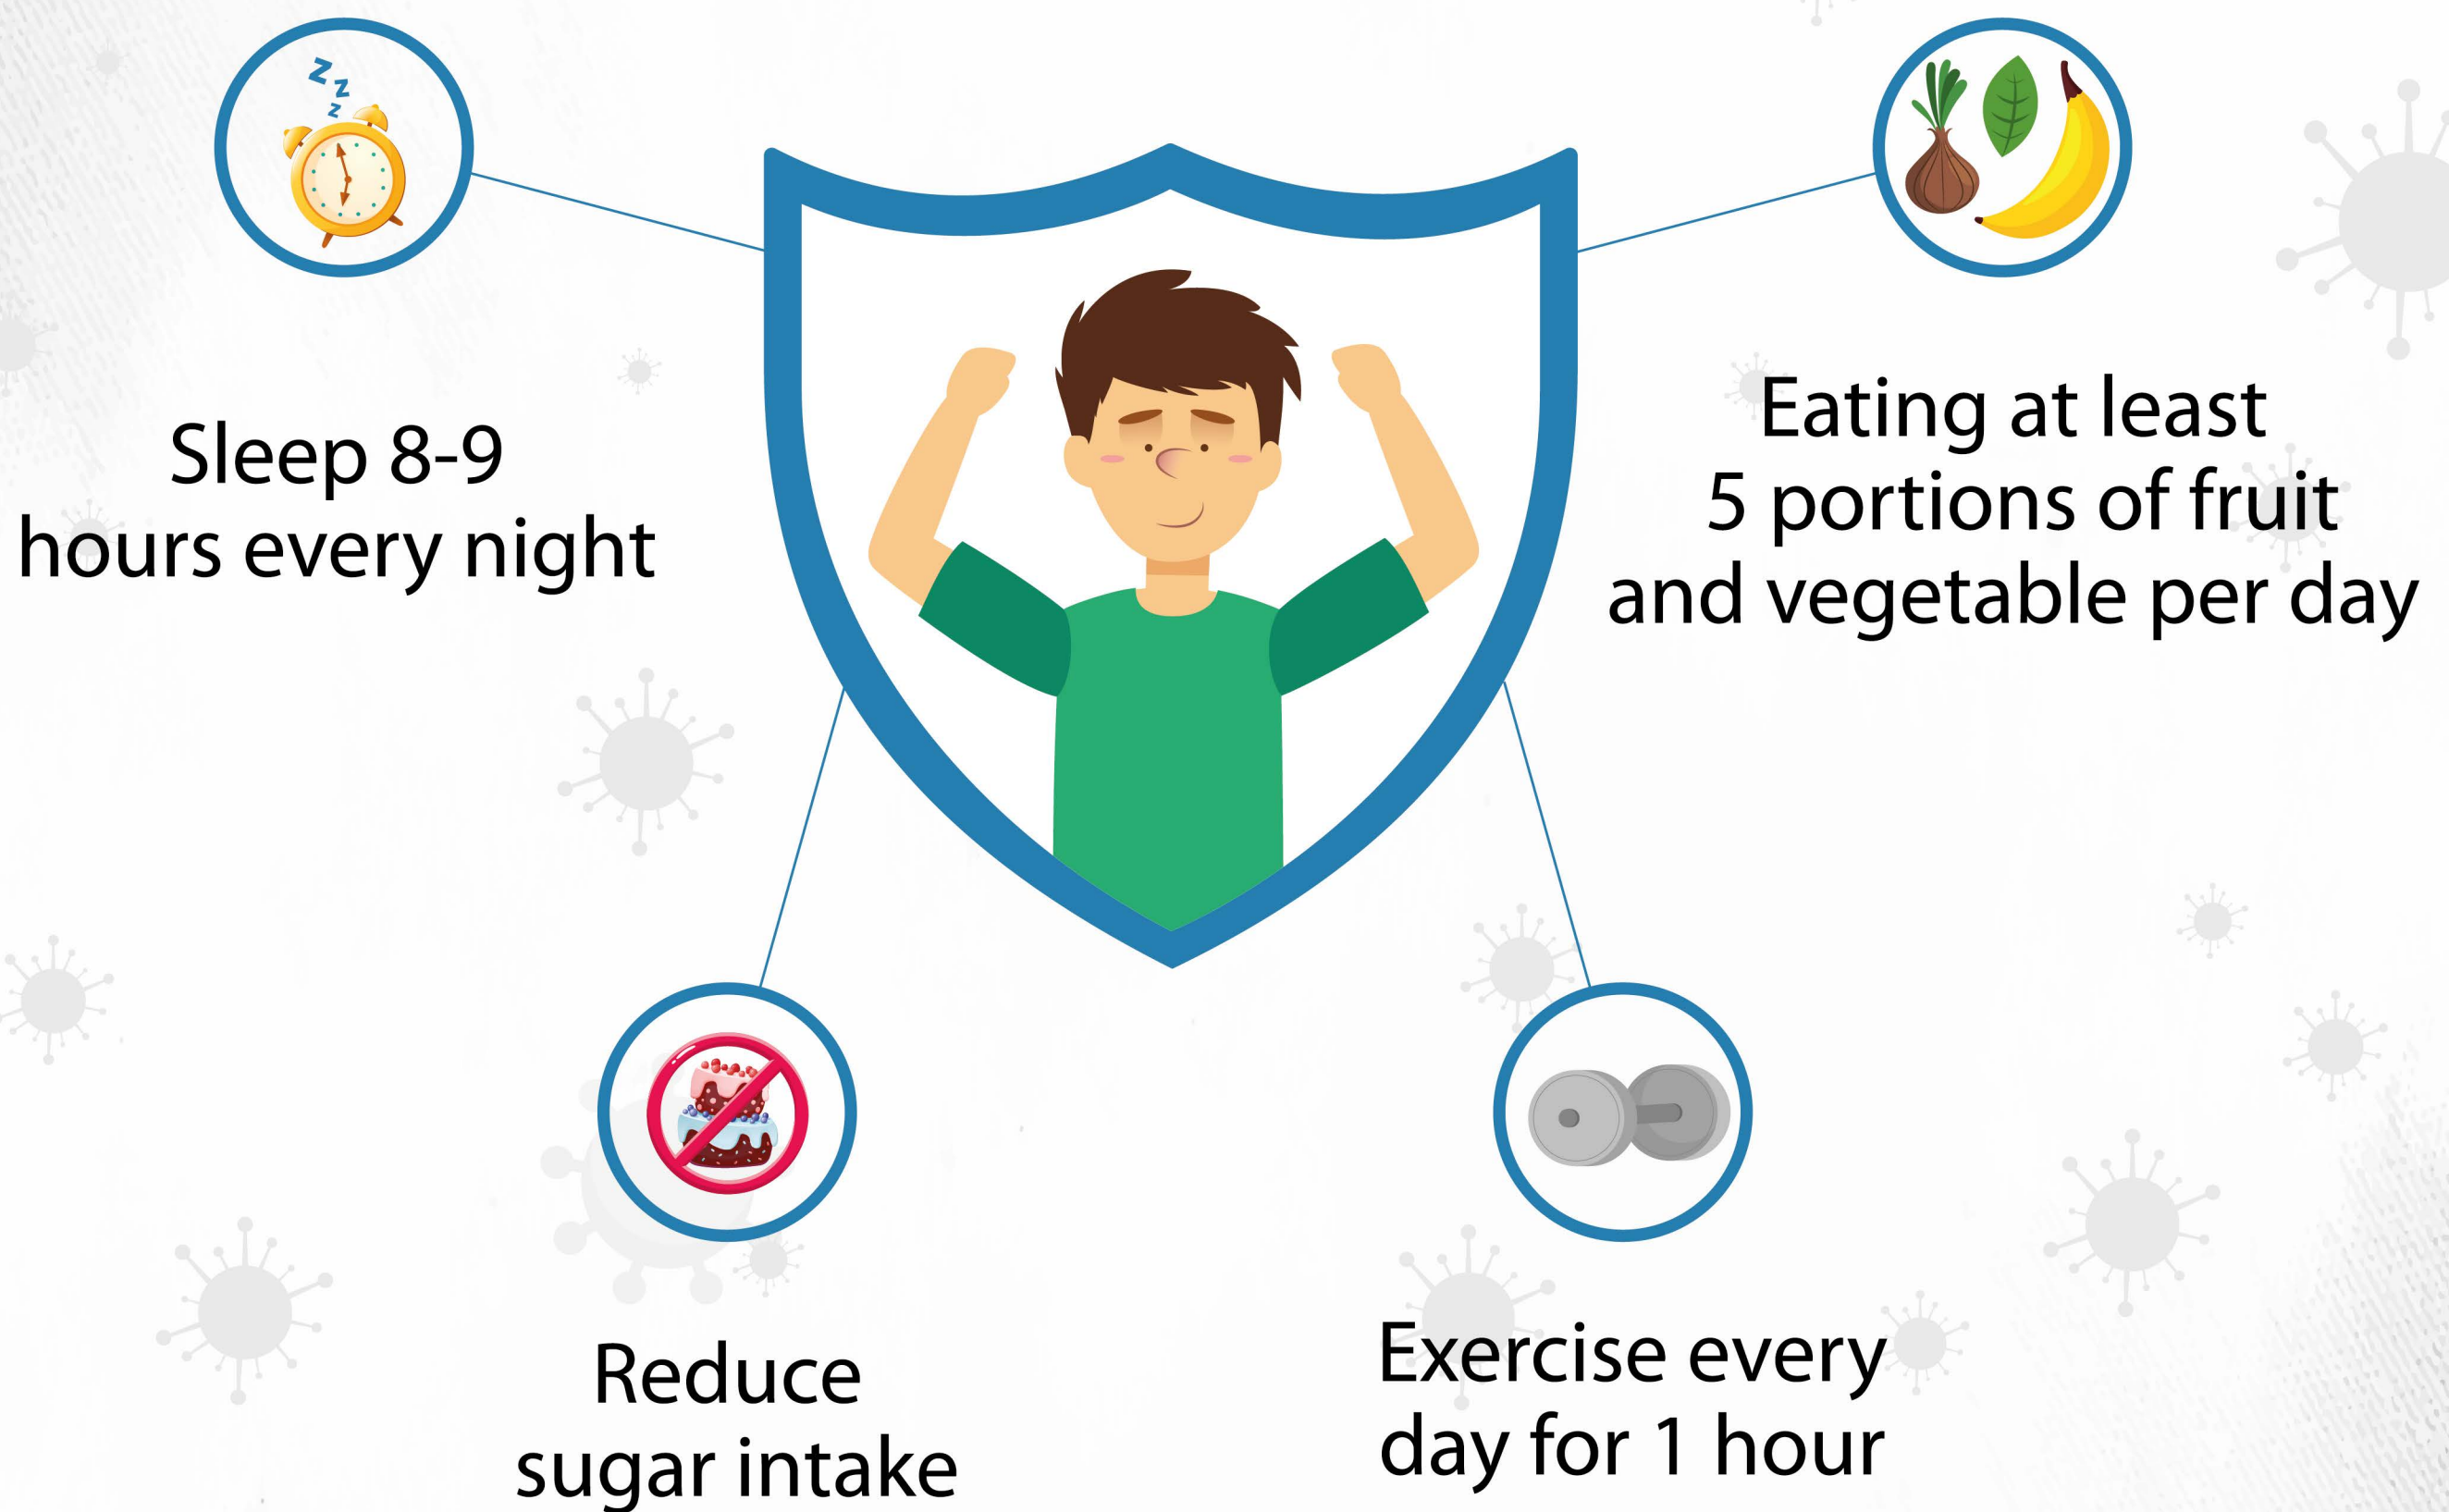 Sleep 8-9
hours every night
Eating at least
5 portions of fruit
and vegetable per day
Reduce
sugar intake
Exercise every
day for 1 hour